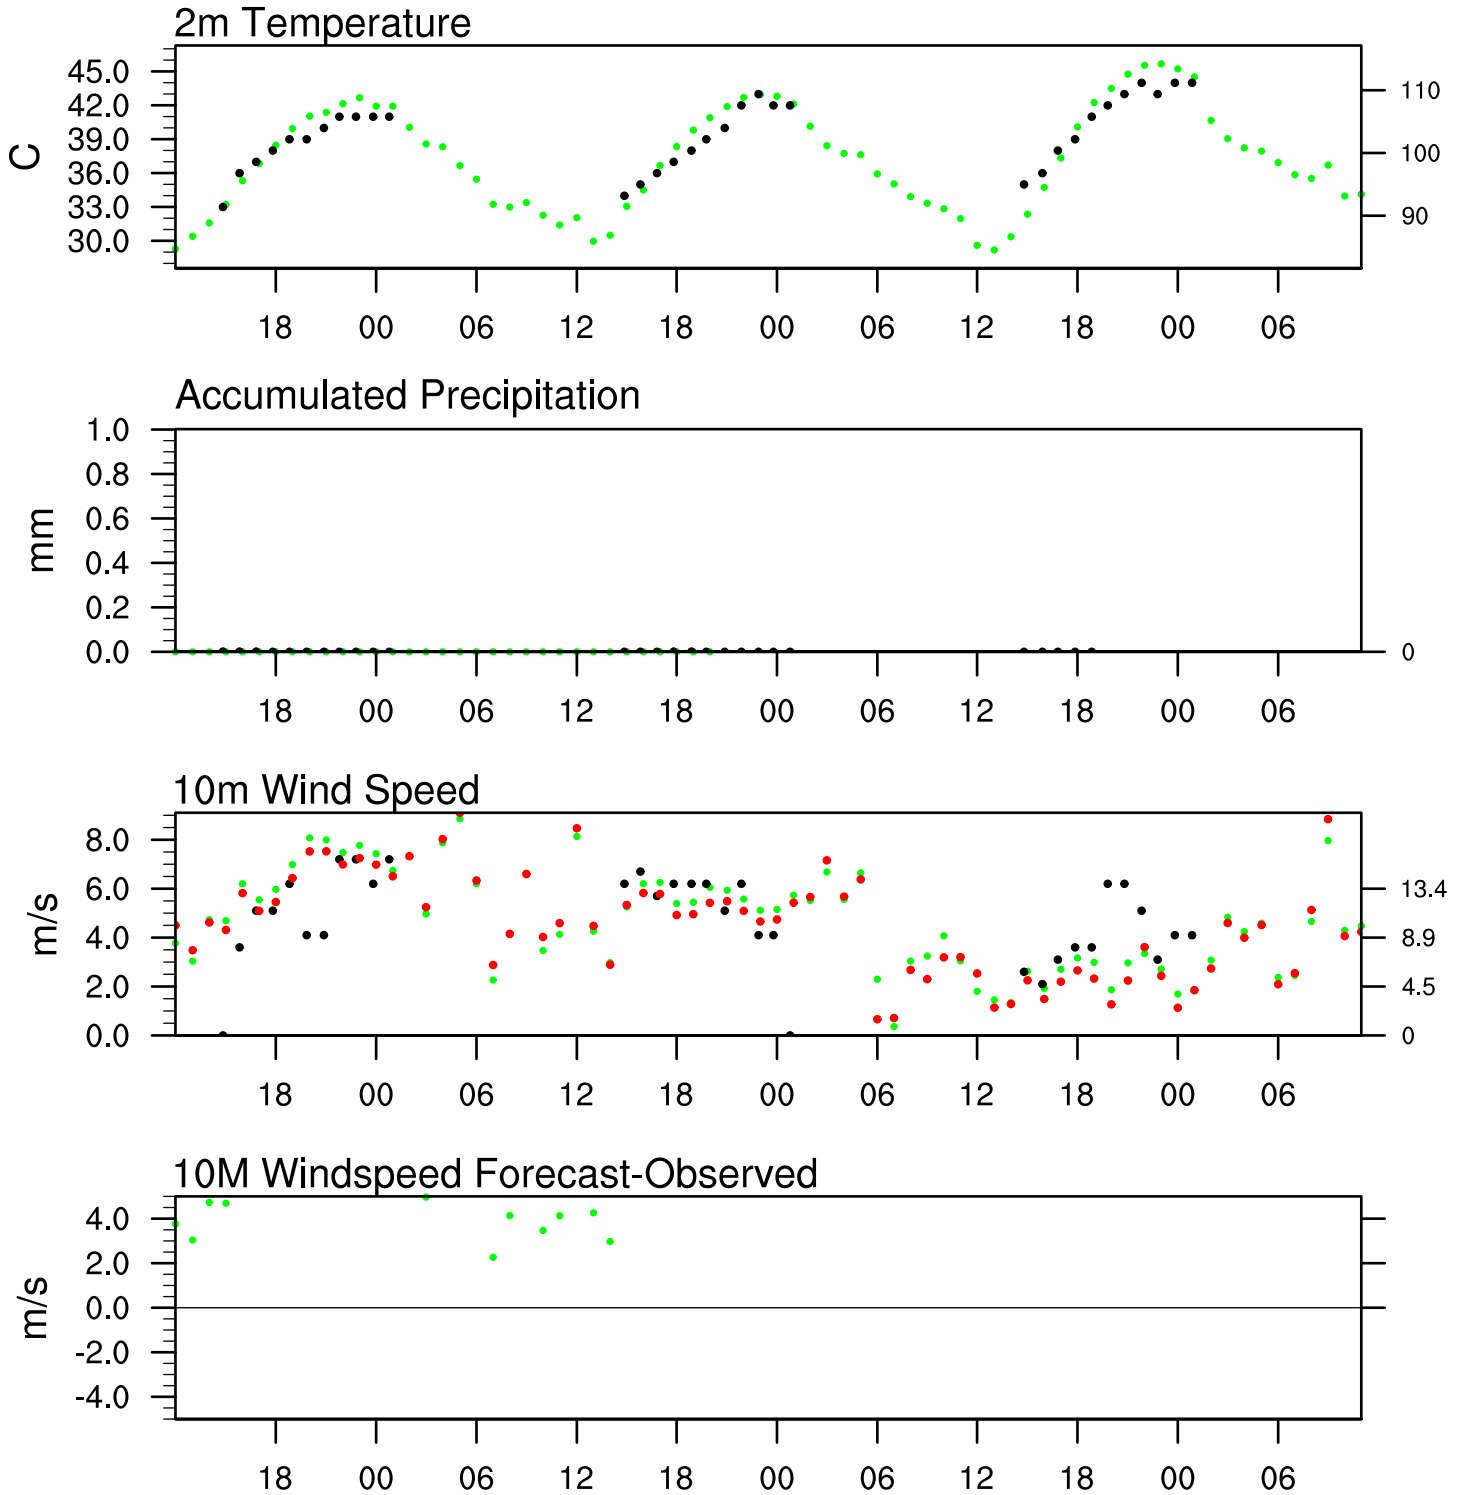 2m Temperature
45.0
42.0
39.0
36.0
33.0
30.0
C
110
100
90
18 00 06 12 18 00 06 12 18 00 06
Accumulated Precipitation
1.0
0.8
0.6
0.4
0.2
0.0
mm
0
18 00 06 12 18 00 06 12 18 00 06
10m Wind Speed
8.0
6.0
4.0
2.0
0.0
m/s
13.4
8.9
4.5
0
18 00 06 12 18 00 06 12 18 00 06
10M Windspeed Forecast-Observed
4.0
2.0
0.0
-2.0
-4.0
m/s
18 00 06 12 18 00 06 12 18 00 06